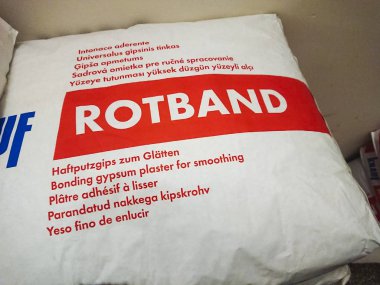 Intonaco aderente
Universalus gipsinis tinkas
Gipša apmetums
Sadrová omietka pre ručné spracovanie
Yüzeye tutunması yüksek düzgün yüzeyli alçı
UF
ROTBAND
Haftputzgips zum Glätten
Bonding gypsum plaster for smoothing
Plâtre adhésif à lisser
Parandatud nakkega kipskrohv
Yeso fino de enlucir